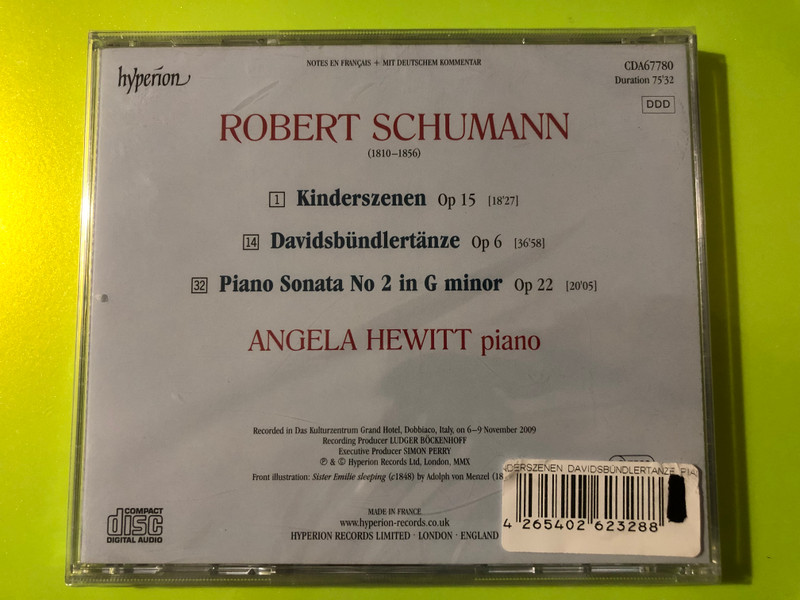 NOTES EN FRANÇAIS + MIT DEUTSCHEM KOMMENTAR
hyperion
CDA67780
Duration 75'32
DDD
ROBERT SCHUMANN
(1810–1856)
1 Kinderszenen Op 15 [18'27]
14 Davidsbündlertänze Op 6 [36'58]
32 Piano Sonata No 2 in G minor Op 22 [20'05]
ANGELA HEWITT piano
Recorded in Das Kulturzentrum Grand Hotel, Dobbiaco, Italy, on 6–9 November 2009
Recording Producer LUDGER BÖCKENHOFF
Executive Producer SIMON PERRY
℗ & © Hyperion Records Ltd, London, MMX
Front illustration: Sister Emilie sleeping (c1848) by Adolph von Menzel (18
NDERSZENEN DAVIDSBÜNDLERTÄNZE PIA
4 265402 623288
COMPACT
disc
DIGITAL AUDIO
MADE IN FRANCE
www.hyperion-records.co.uk
HYPERION RECORDS LIMITED · LONDON · ENGLAND